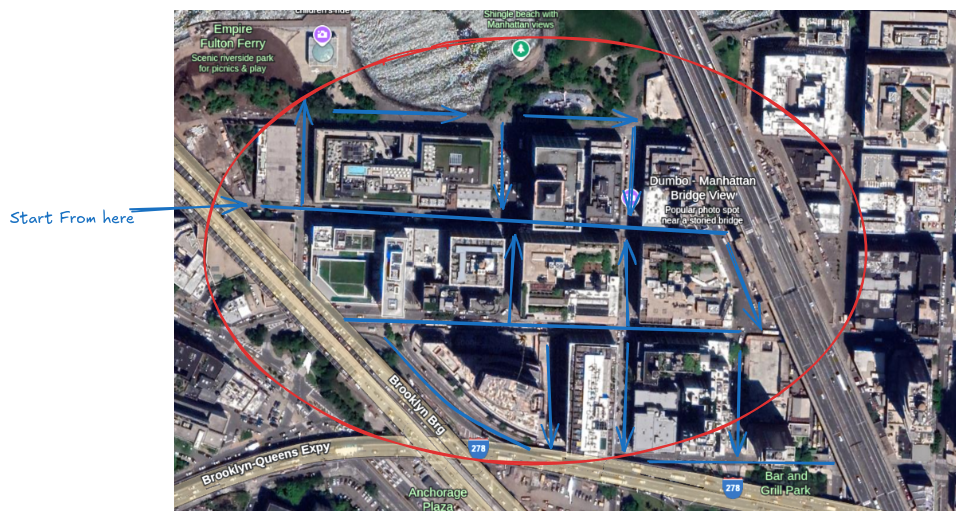 children's ride
Empire
Fulton Ferry
Scenic riverside park
for picnics & play
Shingle beach with
Manhattan views
Dumbo - Manhattan
Bridge View
Popular photo spot
near a storied bridge
Start From here
Brooklyn Brg
Brooklyn-Queens Expy
278
278
Bar and
Grill Park
Anchorage
Plaza